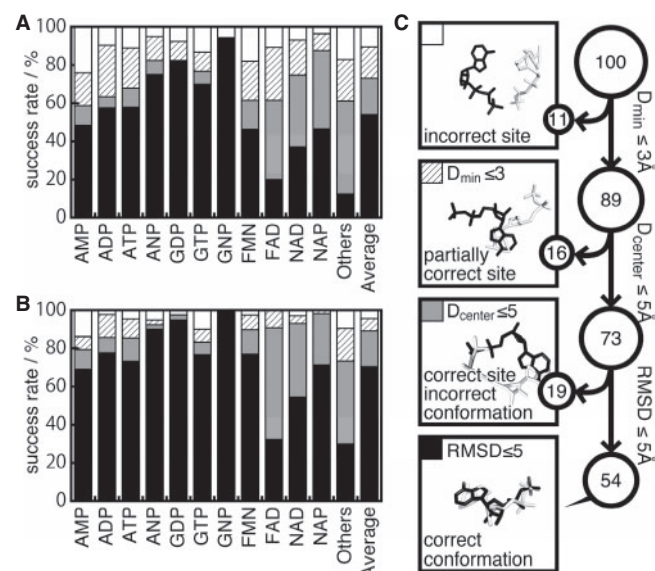 A
success rate / %
100
80
60
40
20
0
AMP
ADP
ATP
ANP
GDP
GTP
GNP
FMN
FAD
NAD
NAP
Others
Average
B
success rate / %
100
80
60
40
20
0
AMP
ADP
ATP
ANP
GDP
GTP
GNP
FMN
FAD
NAD
NAP
Others
Average
C
incorrect site
100
11
Dmin ≤ 3Å
Dmin ≤3
partially
correct site
89
16
Dcenter ≤ 5Å
Dcenter ≤5
correct site
incorrect
conformation
73
19
RMSD ≤ 5Å
RMSD≤5
correct
conformation
54